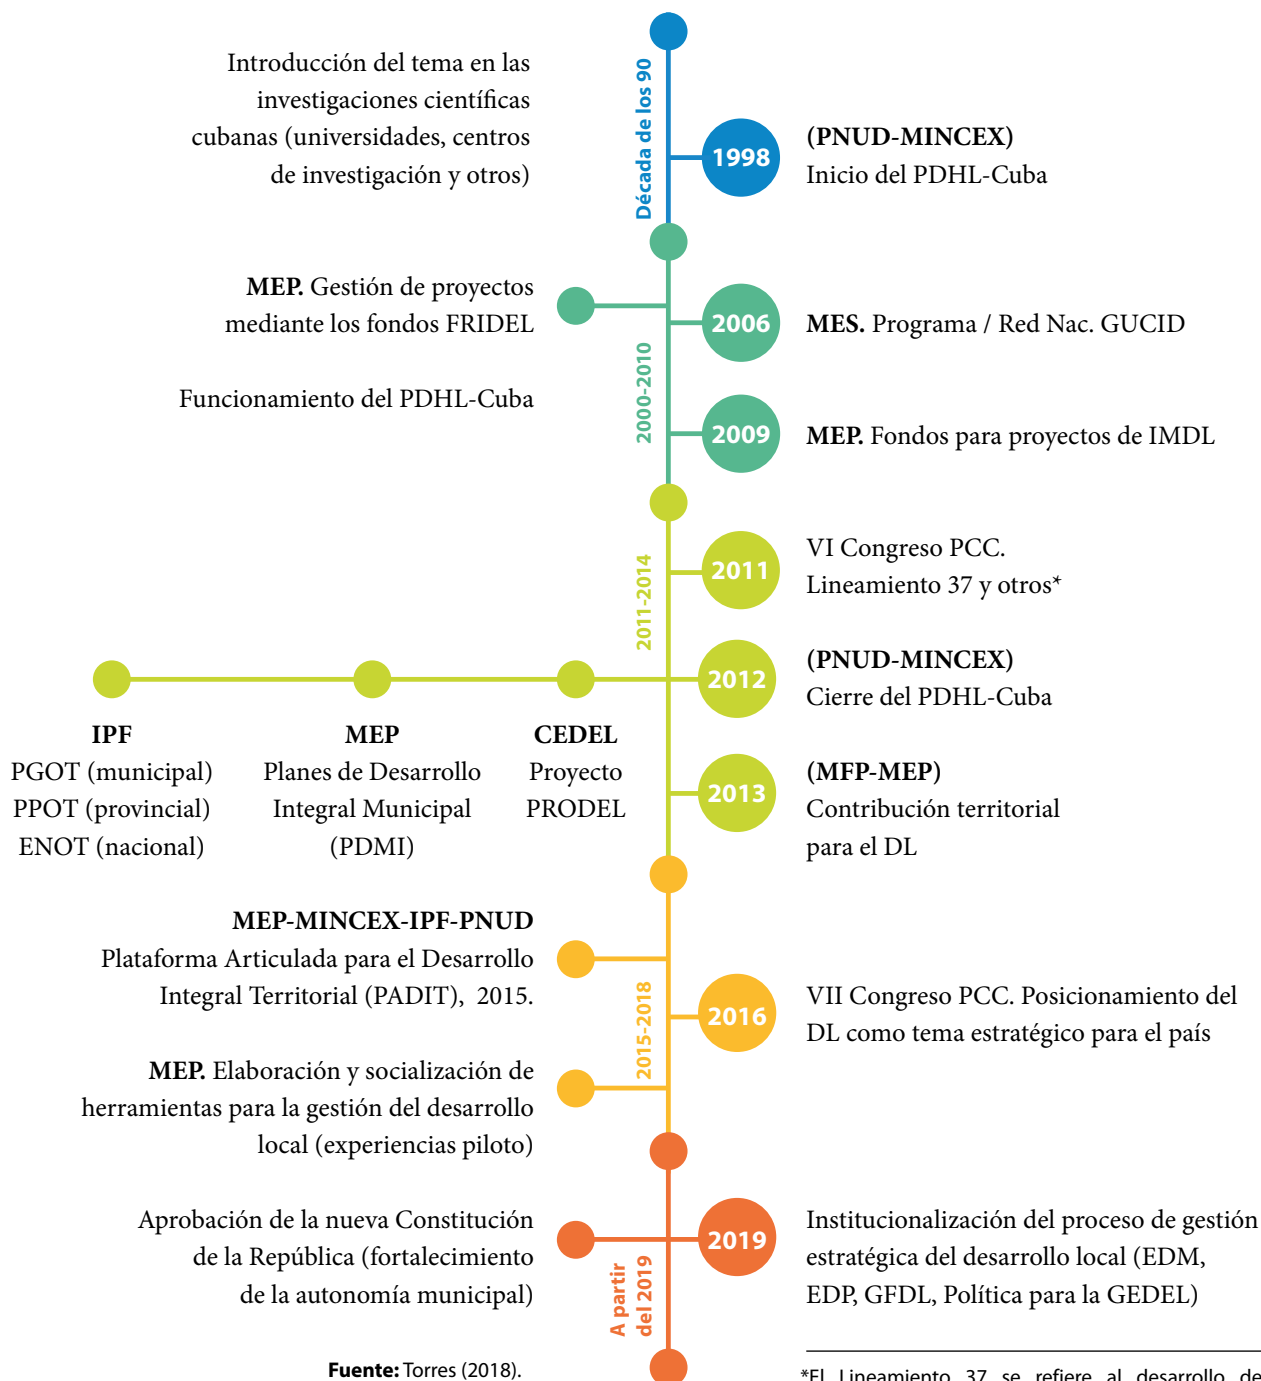 Década de los 90
Introducción del tema en las
investigaciones científicas
cubanas (universidades, centros
de investigación y otros)
1998
(PNUD-MINCEX)
Inicio del PDHL-Cuba
2000-2010
MEP. Gestión de proyectos
mediante los fondos FRIDEL
Funcionamiento del PDHL-Cuba
2006
MES. Programa / Red Nac. GUCID
2009
MEP. Fondos para proyectos de IMDL
2011-2014
2011
VI Congreso PCC.
Lineamiento 37 y otros*
2012
(PNUD-MINCEX)
Cierre del PDHL-Cuba
IPF
PGOT (municipal)
PPOT (provincial)
ENOT (nacional)
MEP
Planes de Desarrollo
Integral Municipal
(PDMI)
CEDEL
Proyecto
PRODEL
2013
(MFP-MEP)
Contribución territorial
para el DL
2015-2018
MEP-MINCEX-IPF-PNUD
Plataforma Articulada para el Desarrollo
Integral Territorial (PADIT), 2015.
2016
VII Congreso PCC. Posicionamiento del
DL como tema estratégico para el país
MEP. Elaboración y socialización de
herramientas para la gestión del desarrollo
local (experiencias piloto)
A partir
del 2019
Aprobación de la nueva Constitución
de la República (fortalecimiento
de la autonomía municipal)
2019
Institucionalización del proceso de gestión
estratégica del desarrollo local (EDM,
EDP, GFDL, Política para la GEDEL)
Fuente: Torres (2018).
*El Lineamiento 37 se refiere al desarrollo de